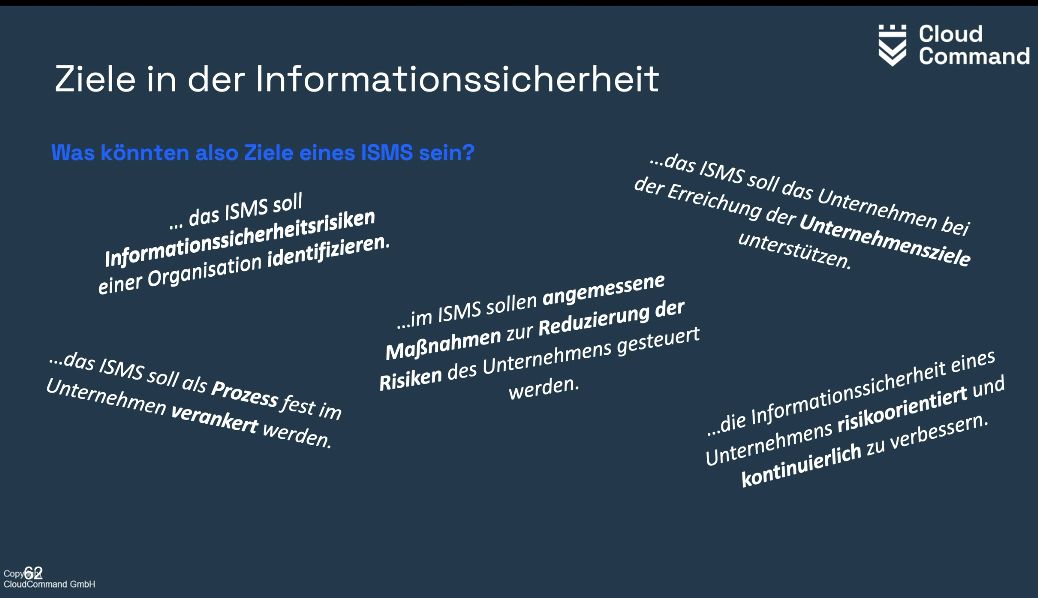 Cloud
Command
Ziele in der Informationssicherheit
Was könnten also Ziele eines ISMS sein?
... das ISMS soll
Informationssicherheitsrisiken
einer Organisation identifizieren.
...das ISMS soll das Unternehmen bei
der Erreichung der Unternehmensziele
unterstützen.
...im ISMS sollen angemessene
Maßnahmen zur Reduzierung der
Risiken des Unternehmens gesteuert
werden.
...das ISMS soll als Prozess fest im
Unternehmen verankert werden.
...die Informationssicherheit eines
Unternehmens risikoorientiert und
kontinuierlich zu verbessern.
62
CloudCommand GmbH